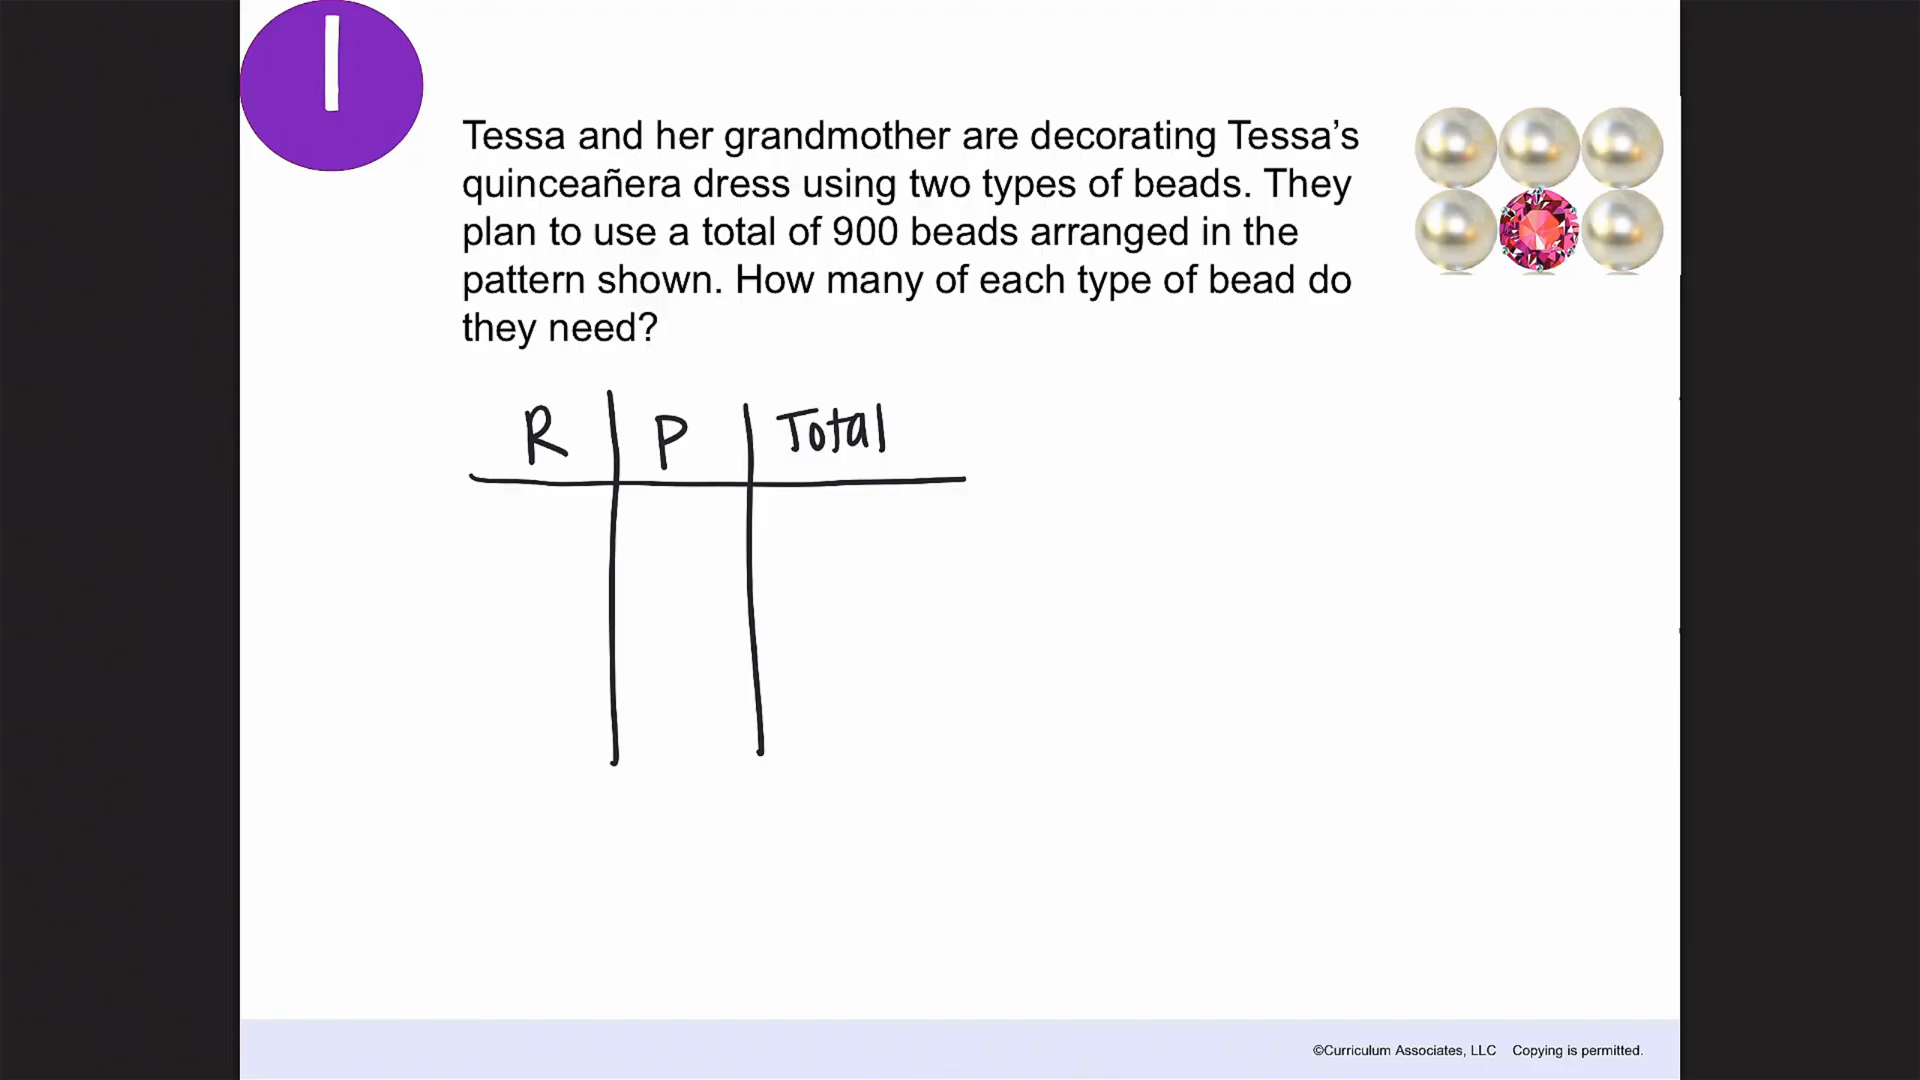 1
Tessa and her grandmother are decorating Tessa’s
quinceañera dress using two types of beads. They
plan to use a total of 900 beads arranged in the
pattern shown. How many of each type of bead do
they need?
R P Total
©Curriculum Associates, LLC Copying is permitted.